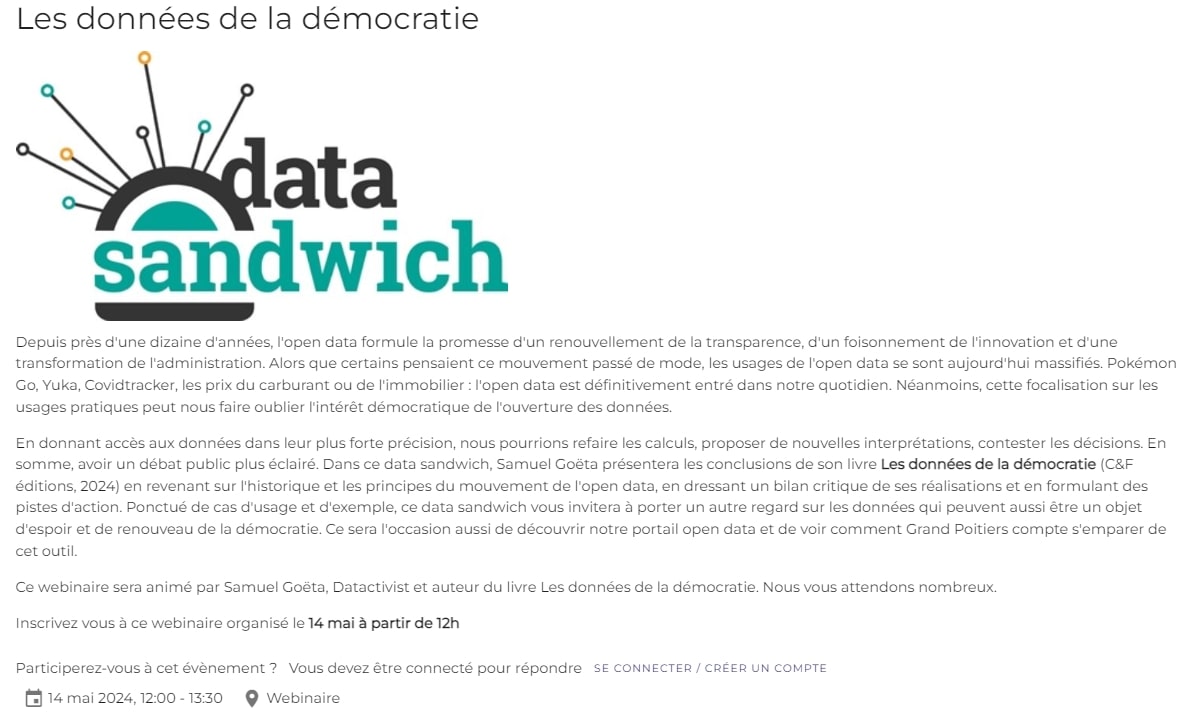 Les données de la démocratie
data
sandwich
Depuis près d'une dizaine d'années, l'open data formule la promesse d'un renouvellement de la transparence, d'un foisonnement de l'innovation et d'une
transformation de l'administration. Alors que certains pensaient ce mouvement passé de mode, les usages de l'open data se sont aujourd'hui massifiés. Pokémon
Go, Yuka, Covidtracker, les prix du carburant ou de l'immobilier : l'open data est définitivement entré dans notre quotidien. Néanmoins, cette focalisation sur les
usages pratiques peut nous faire oublier l'intérêt démocratique de l'ouverture des données.
En donnant accès aux données dans leur plus forte précision, nous pourrions refaire les calculs, proposer de nouvelles interprétations, contester les décisions. En
somme, avoir un débat public plus éclairé. Dans ce data sandwich, Samuel Goëta présentera les conclusions de son livre Les données de la démocratie (C&F
éditions, 2024) en revenant sur l'historique et les principes du mouvement de l'open data, en dressant un bilan critique de ses réalisations et en formulant des
pistes d'action. Ponctué de cas d'usage et d'exemple, ce data sandwich vous invitera à porter un autre regard sur les données qui peuvent aussi être un objet
d'espoir et de renouveau de la démocratie. Ce sera l'occasion aussi de découvrir notre portail open data et de voir comment Grand Poitiers compte s'emparer de
cet outil.
Ce webinaire sera animé par Samuel Goëta, Datactivist et auteur du livre Les données de la démocratie. Nous vous attendons nombreux.
Inscrivez vous à ce webinaire organisé le 14 mai à partir de 12h
Participerez-vous à cet évènement ? Vous devez être connecté pour répondre SE CONNECTER / CRÉER UN COMPTE
14 mai 2024, 12:00 - 13:30 Webinaire